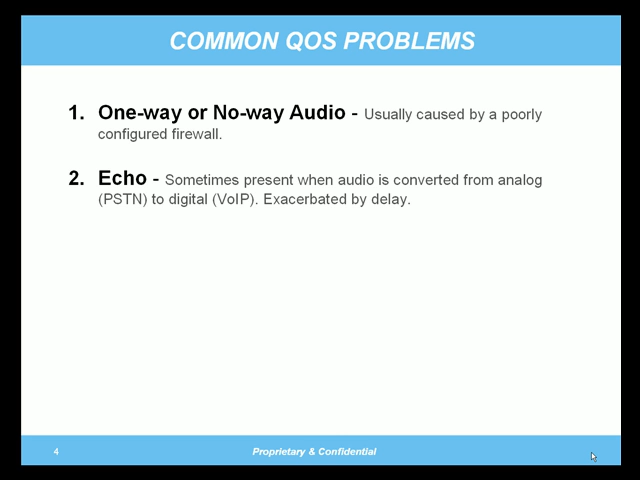 COMMON QOS PROBLEMS
1. One-way or No-way Audio - Usually caused by a poorly
configured firewall.
2. Echo - Sometimes present when audio is converted from analog
(PSTN) to digital (VoIP). Exacerbated by delay.
4 Proprietary & Confidential